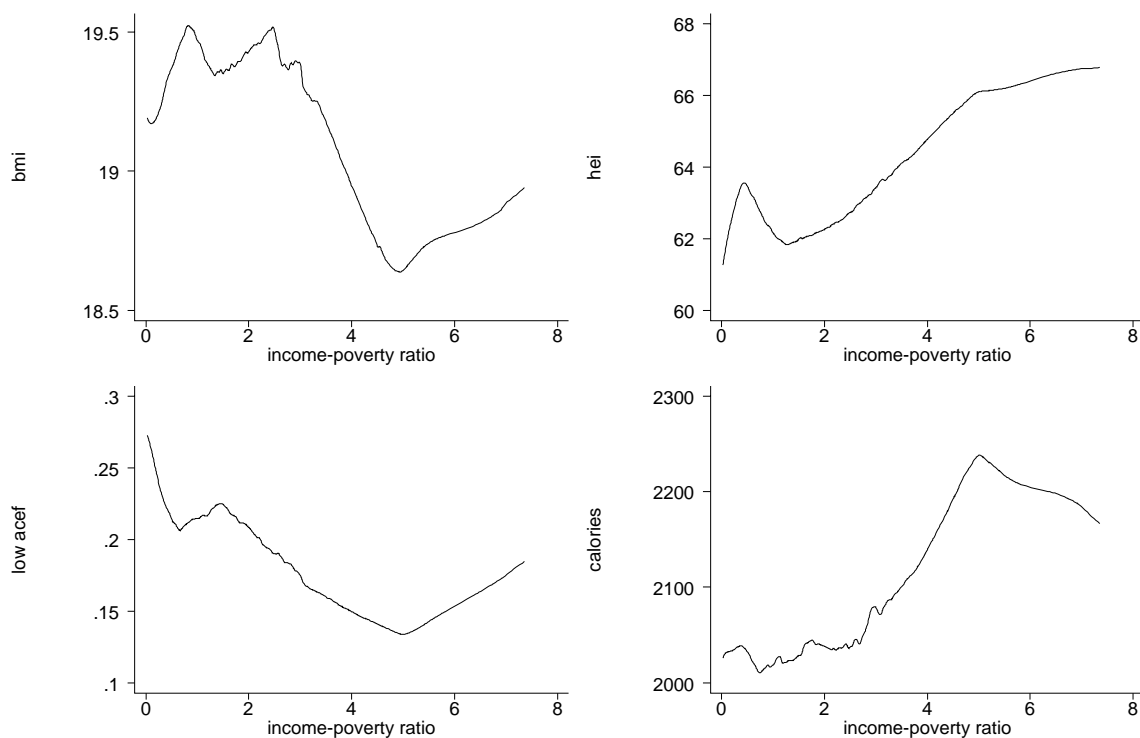 bmi
19.5
19
18.5
0 2 4 6 8
income-poverty ratio
hei
68
66
64
62
60
0 2 4 6 8
income-poverty ratio
low acef
.3
.25
.2
.15
.1
0 2 4 6 8
income-poverty ratio
calories
2300
2200
2100
2000
0 2 4 6 8
income-poverty ratio